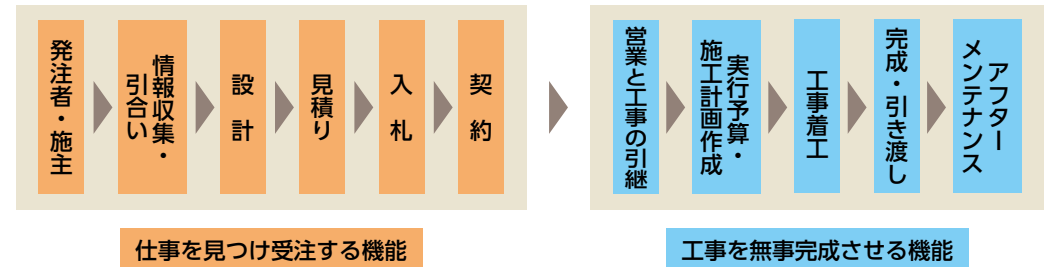 発注者・施主
情報収集・
引合い
設計
見積り
入札
契約
営業と工事の引継
実行予算・
施工計画作成
工事着工
完成・引き渡し
アフター
メンテナンス
仕事を見つけ受注する機能
工事を無事完成させる機能